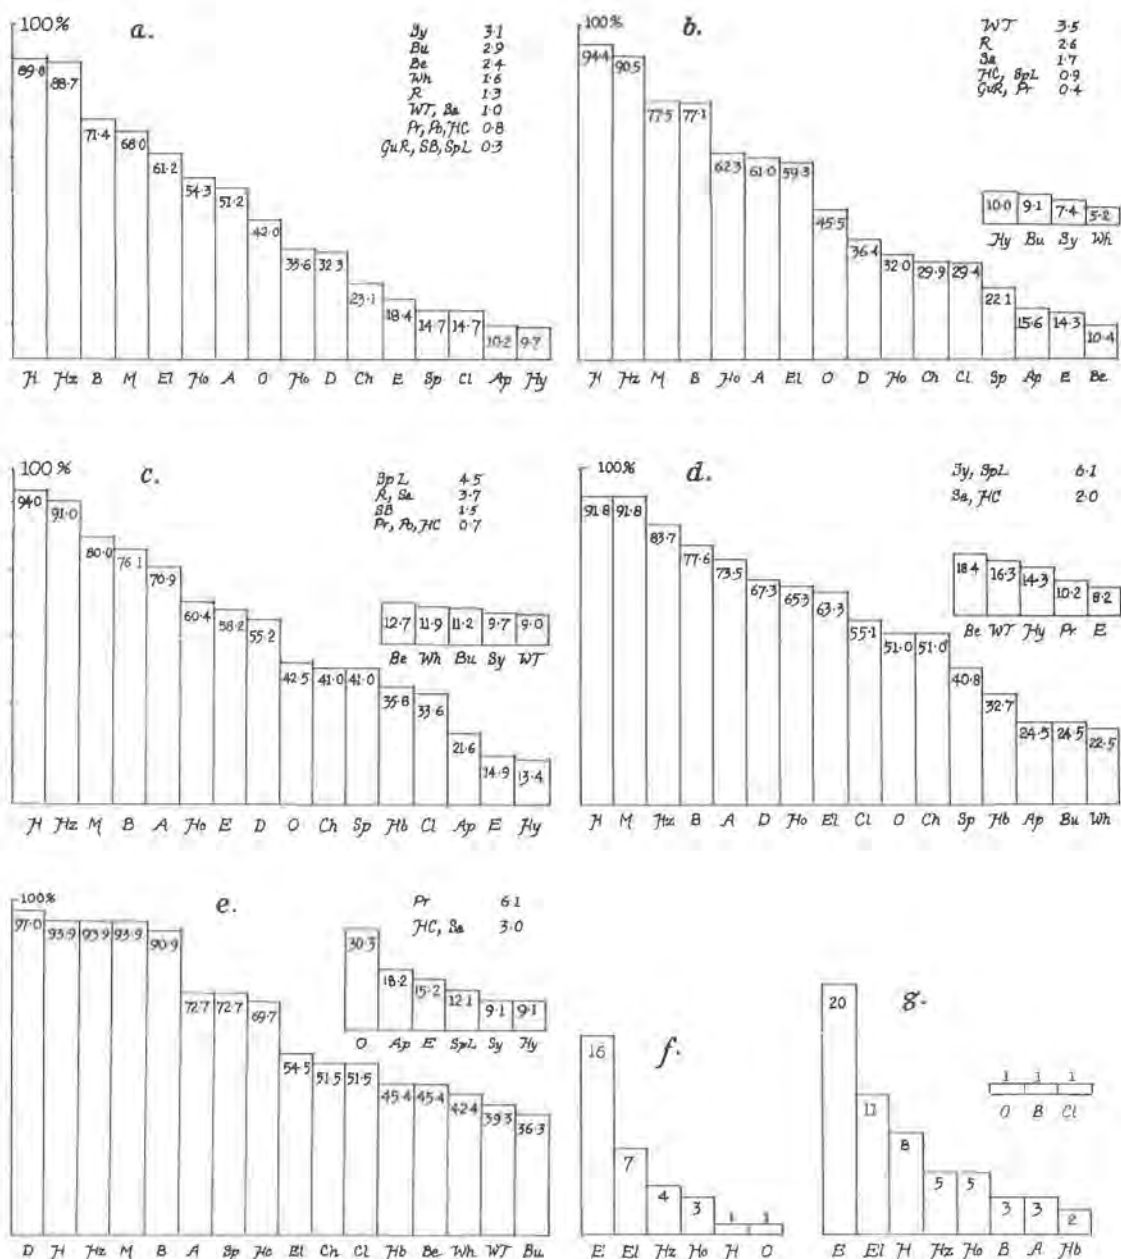 100%
a.
Sy 3.1
Bu 2.9
Be 2.4
Wh 1.6
R 1.3
WT, Sa 1.0
Pr, Po, HC 0.8
GuR, SB, SpL 0.3
89.8 88.7 71.4 68.0 61.2 54.3 51.2 42.0 33.6 32.3 23.1 18.4 14.7 14.7 10.2 9.7
H Hz B M El Ho A O Ho D Ch E Sp Cl Ap Hy
100%
b.
WT 3.5
R 2.6
Sa 1.7
HC, SpL 0.9
GuR, Pr 0.4
94.4 90.5 77.5 77.1 62.3 61.0 59.3 45.5 36.4 32.0 29.9 29.4 22.1 15.6 14.3 10.4
10.0 9.1 7.4 5.2
Hy Bu Sy Wh
H Hz M B Ho A El O D Ho Ch Cl Sp Ap E Be
100%
c.
SpL 4.5
R, Sa 3.7
SB 1.5
Pr, Po, HC 0.7
94.0 91.0 80.0 76.1 70.9 60.4 58.2 55.2 42.5 41.0 41.0 35.8 33.6 21.6 14.9 13.4
12.7 11.9 11.2 9.7 9.0
Be Wh Bu Sy WT
H Hz M B A Ho E D O Ch Sp Hb Cl Ap E Hy
100%
d.
Sy, SpL 6.1
Sa, HC 2.0
91.8 91.8 83.7 77.6 73.5 67.3 65.3 63.3 55.1 51.0 51.0 40.8 32.7 24.5 24.5 22.5
18.4 16.3 14.3 10.2 8.2
Be WT Hy Pr E
H M Hz B A D Ho El Cl O Ch Sp Hb Ap Bu Wh
100%
e.
Pr 6.1
HC, Sa 3.0
97.0 93.9 93.9 93.9 90.9 72.7 72.7 69.7 54.5 51.5 51.5 45.4 45.4 42.4 39.3 36.3
30.3 18.2 15.2 12.1 9.1 9.1
O Ap E SpL Sy Hy
D H Hz M B A Sp Ho El Ch Cl Hb Be Wh WT Bu
f.
16 7 4 3 1 1
E El Hz Ho H O
g.
20 11 8 5 5 3 3 2
1 1 1
O B Cl
E El H Hz Ho B A Hb